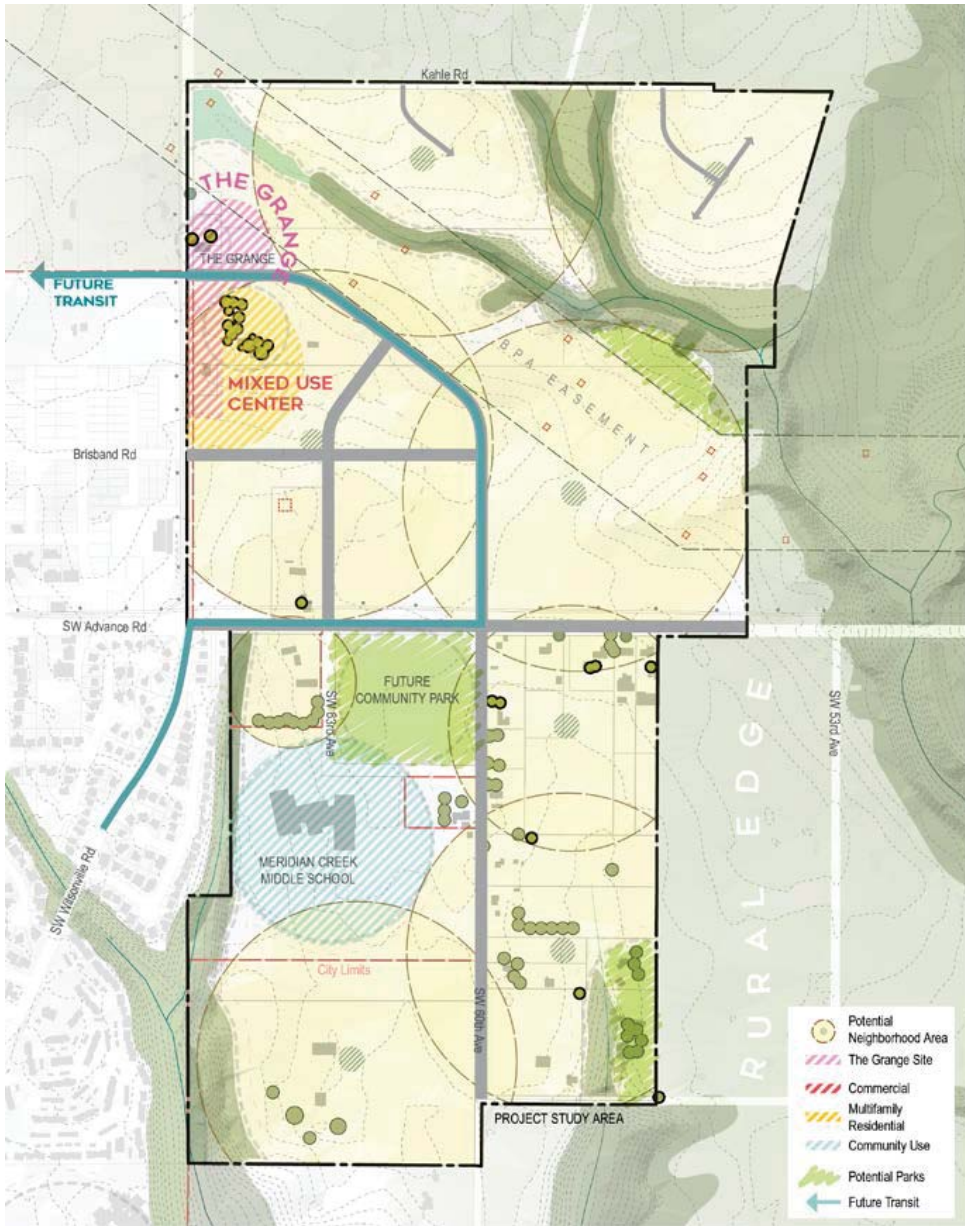 Kahle Rd
THE GRANGE
THE GRANGE
FUTURE
TRANSIT
MIXED USE
CENTER
BPA EASEMENT
Brisband Rd
SW Advance Rd
FUTURE
COMMUNITY PARK
SW 63rd Ave
SW 53rd Ave
MERIDIAN CREEK
MIDDLE SCHOOL
SW Wilsonville Rd
RURAL EDGE
City Limits
SW 60th Ave
PROJECT STUDY AREA
Potential
Neighborhood Area
The Grange Site
Commercial
Multifamily
Residential
Community Use
Potential Parks
Future Transit